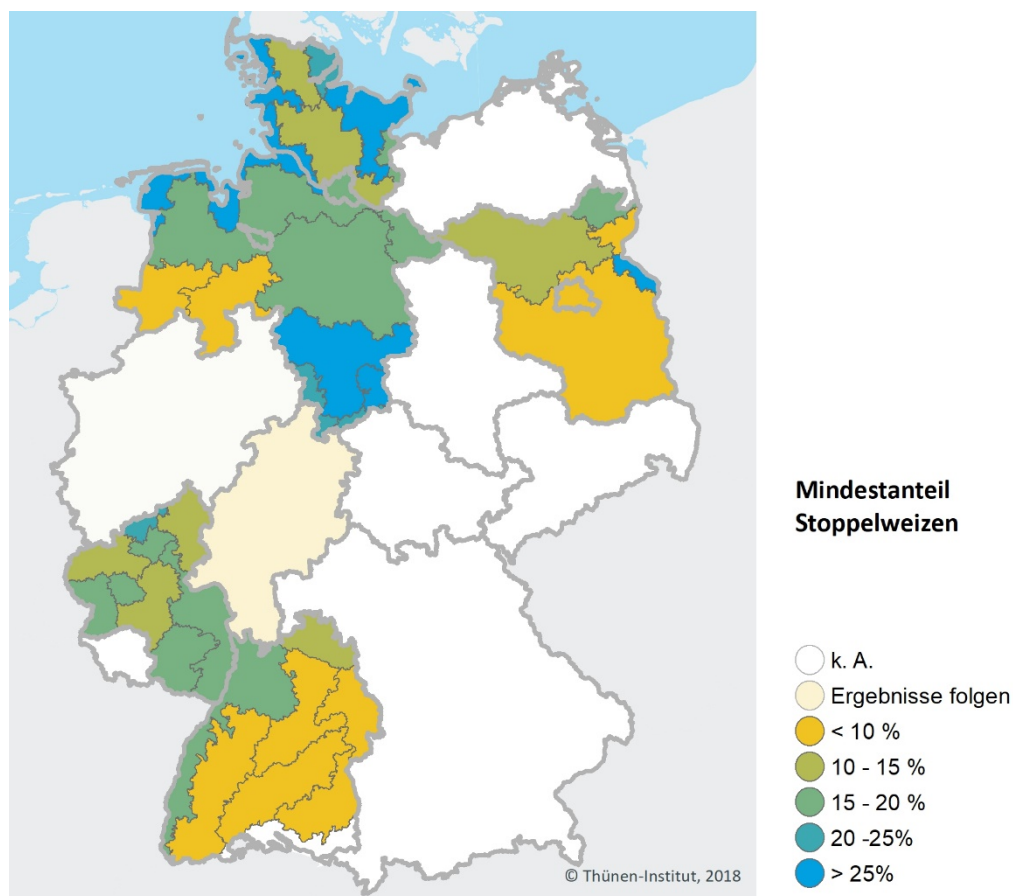 Mindestanteil
Stoppelweizen
k. A.
Ergebnisse folgen
< 10 %
10 - 15 %
15 - 20 %
20 -25%
> 25%
© Thünen-Institut, 2018